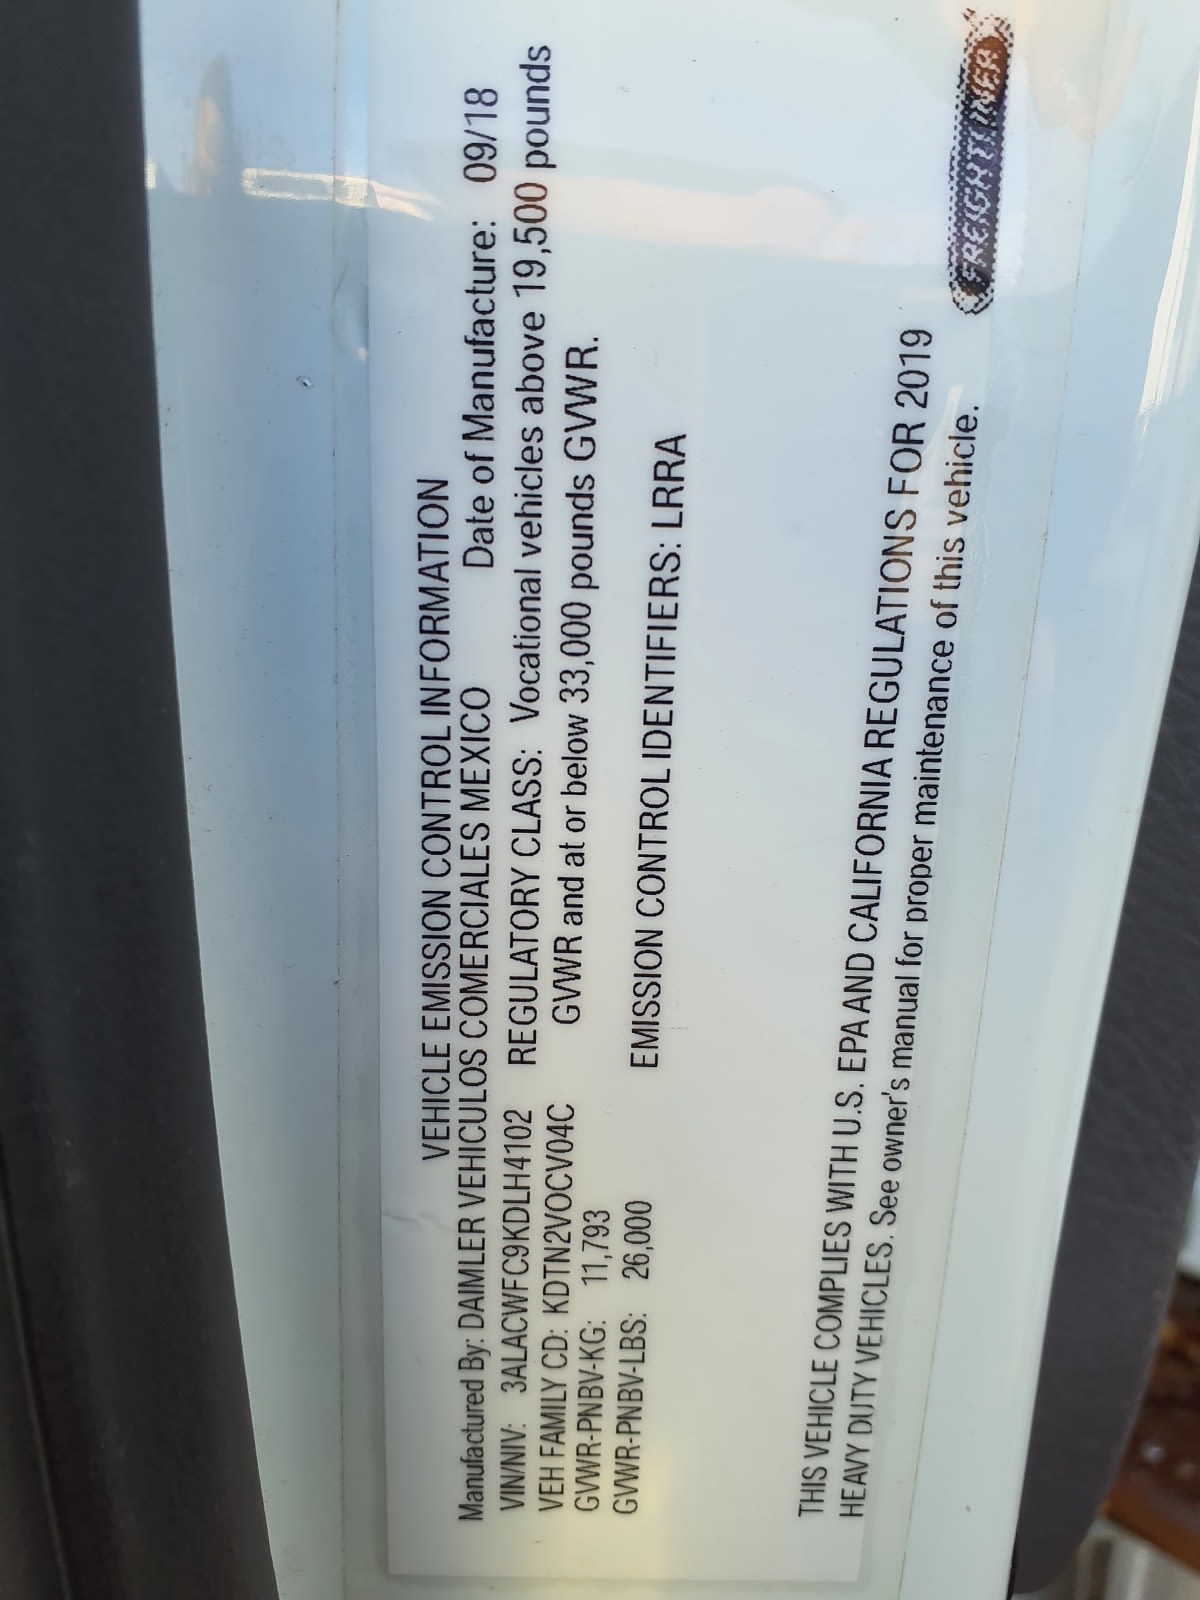 VEHICLE EMISSION CONTROL INFORMATION
Manufactured By: DAIMLER VEHICULOS COMERCIALES MEXICO Date of Manufacture: 09/18
VIN/NIV: 3ALACWFC9KDLH4102 REGULATORY CLASS: Vocational vehicles above 19,500 pounds
VEH FAMILY CD: KDTN2VOCV04C GVWR and at or below 33,000 pounds GVWR.
GVWR-PNBV-KG: 11,793
GVWR-PNBV-LBS: 26,000 EMISSION CONTROL IDENTIFIERS: LRRA
THIS VEHICLE COMPLIES WITH U.S. EPA AND CALIFORNIA REGULATIONS FOR 2019
HEAVY DUTY VEHICLES. See owner's manual for proper maintenance of this vehicle.
FREIGHTLINER